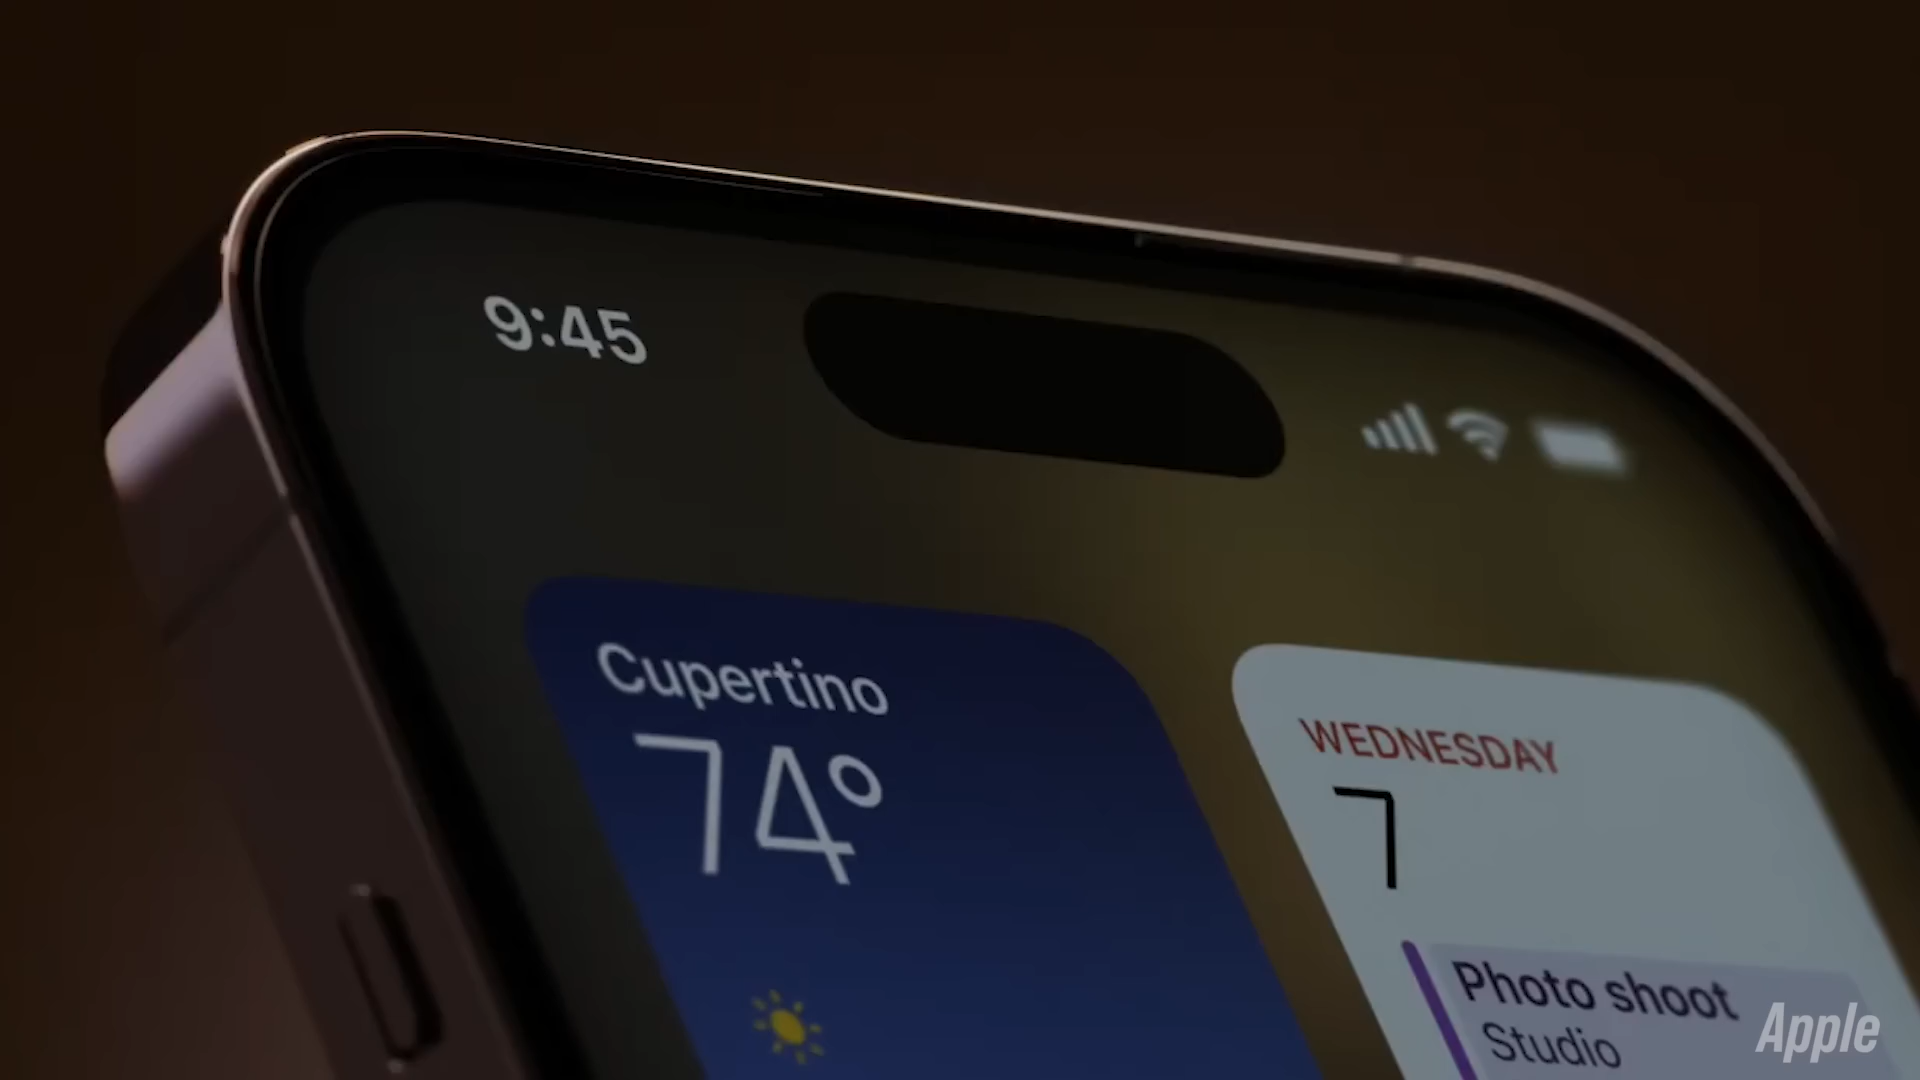 9:45
Cupertino
74°
WEDNESDAY
7
Photo shoot
Studio
Apple